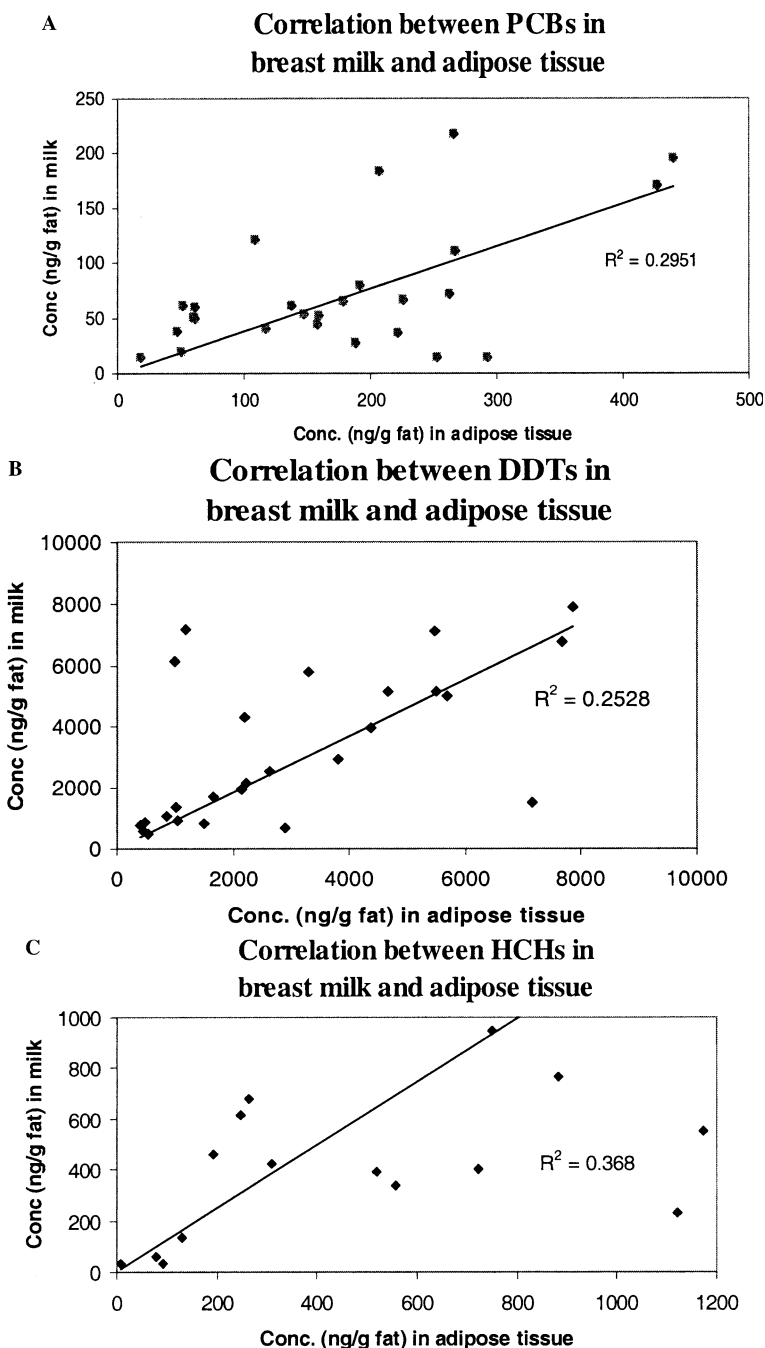 A
Correlation between PCBs in
breast milk and adipose tissue
Conc (ng/g fat) in milk
250
200
150
100
50
0
R² = 0.2951
0 100 200 300 400 500
Conc. (ng/g fat) in adipose tissue
B
Correlation between DDTs in
breast milk and adipose tissue
Conc (ng/g fat) in milk
10000
8000
6000
4000
2000
0
R² = 0.2528
0 2000 4000 6000 8000 10000
Conc. (ng/g fat) in adipose tissue
C
Correlation between HCHs in
breast milk and adipose tissue
Conc (ng/g fat) in milk
1000
800
600
400
200
0
R² = 0.368
0 200 400 600 800 1000 1200
Conc. (ng/g fat) in adipose tissue